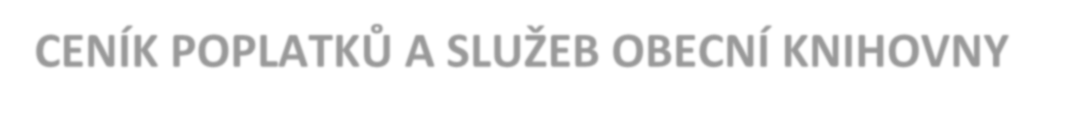 CENÍK POPLATKŮ A SLUŽEB OBECNÍ KNIHOVNY